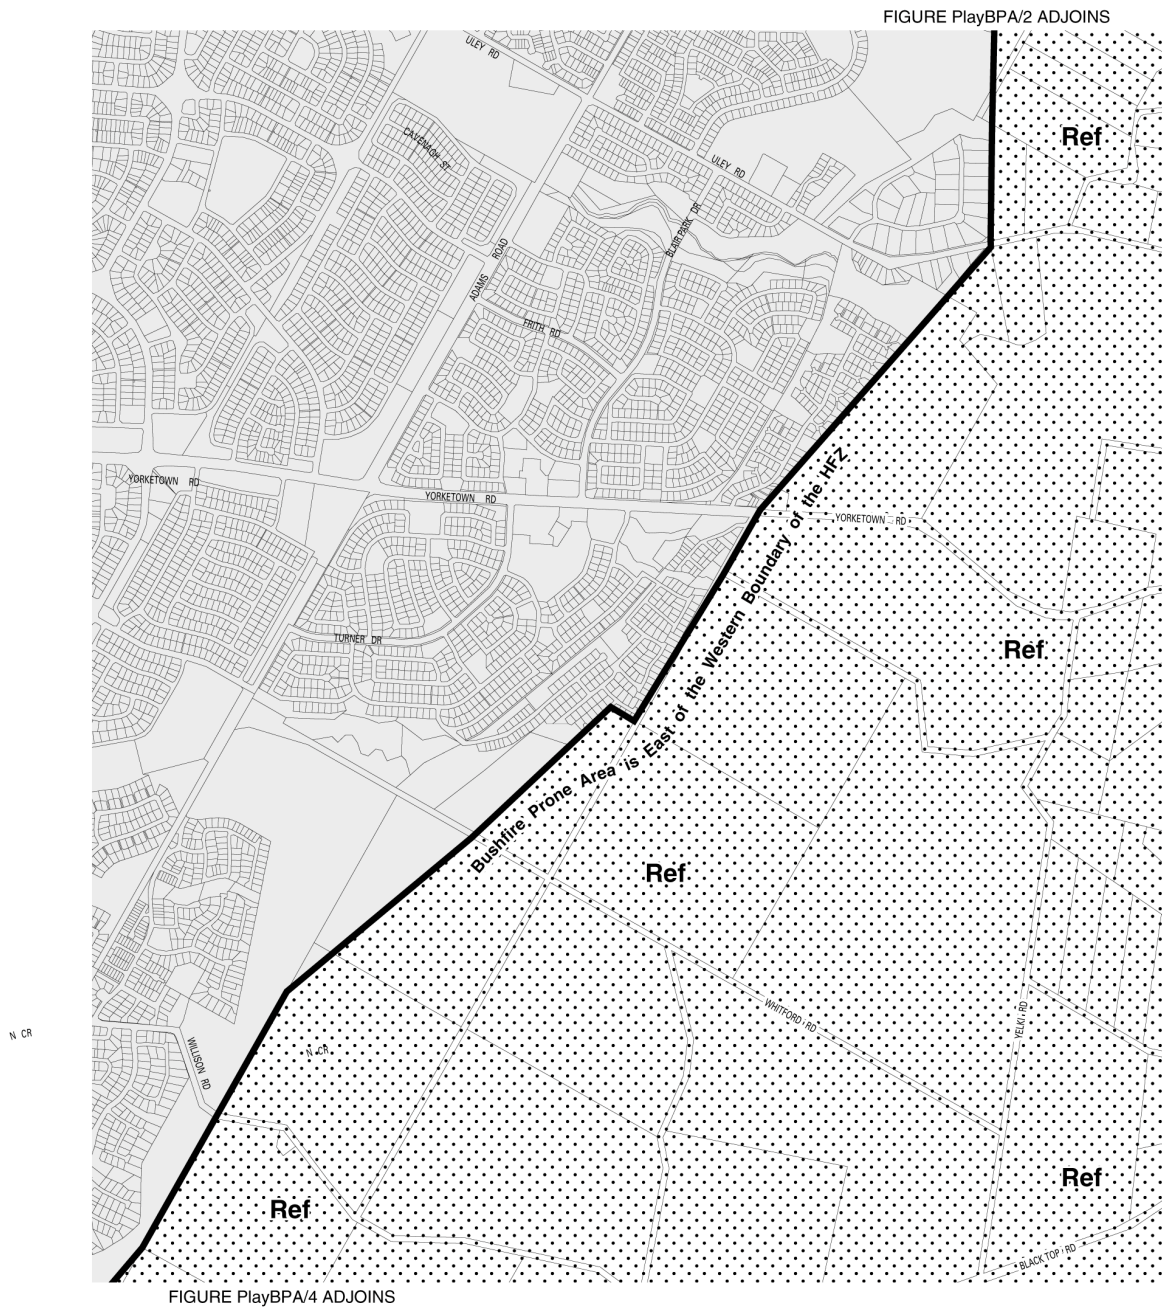 FIGURE PlayBPA/2 ADJOINS
ULEY RD
Ref
CAVENAGH ST
ULEY RD
BLAIR PARK DR
ADAMS ROAD
FRITH RD
YORKETOWN RD
YORKETOWN RD
YORKETOWN RD
Bushfire Prone Area is East of the Western Boundary of the HFZ
TURNER DR
Ref
Ref
WHITFORD RD
YELKI RD
N CR
N CR
WILLISON RD
Ref
Ref
BLACK TOP RD
FIGURE PlayBPA/4 ADJOINS